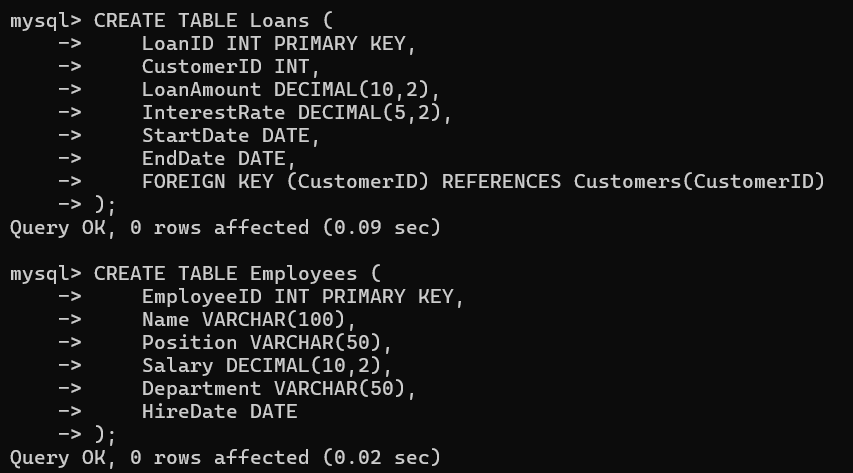 mysql> CREATE TABLE Loans (
    ->     LoanID INT PRIMARY KEY,
    ->     CustomerID INT,
    ->     LoanAmount DECIMAL(10,2),
    ->     InterestRate DECIMAL(5,2),
    ->     StartDate DATE,
    ->     EndDate DATE,
    ->     FOREIGN KEY (CustomerID) REFERENCES Customers(CustomerID)
    -> );
Query OK, 0 rows affected (0.09 sec)

mysql> CREATE TABLE Employees (
    ->     EmployeeID INT PRIMARY KEY,
    ->     Name VARCHAR(100),
    ->     Position VARCHAR(50),
    ->     Salary DECIMAL(10,2),
    ->     Department VARCHAR(50),
    ->     HireDate DATE
    -> );
Query OK, 0 rows affected (0.02 sec)